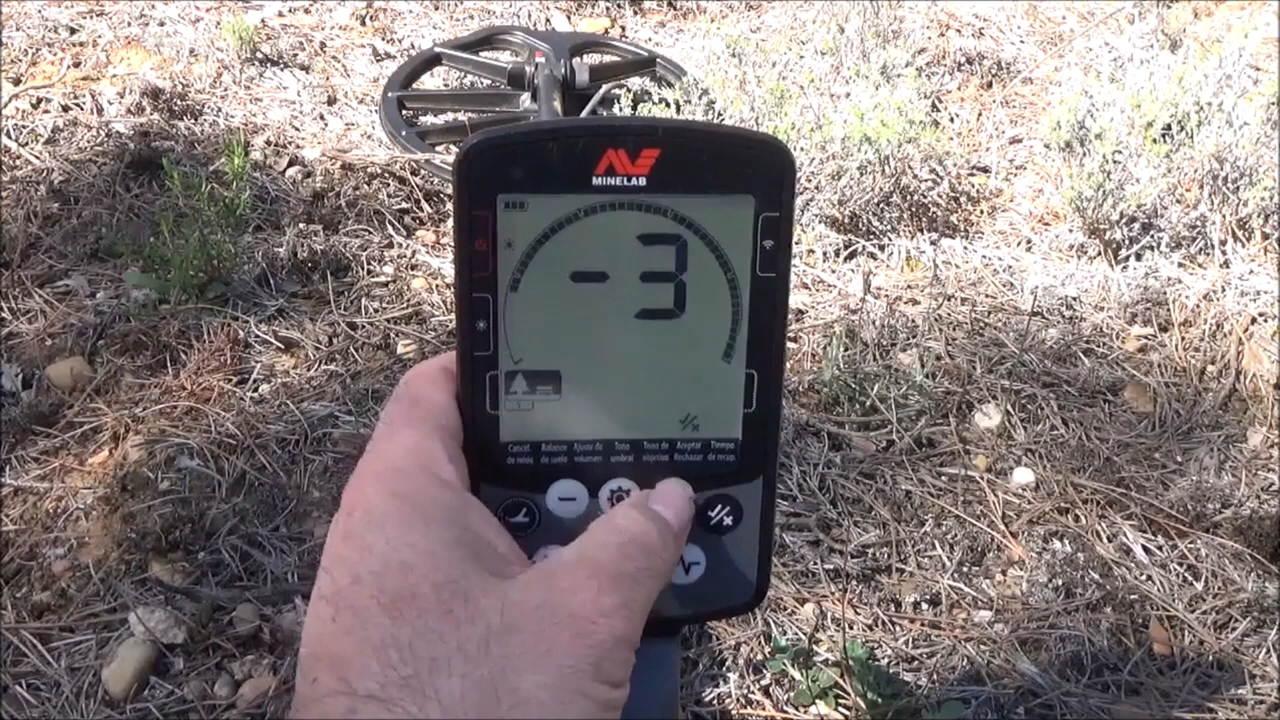 MINELAB
-3
Cancel. Balance Ajuste de Tono Tono de Aceptar Tiempo
de ruido de suelo volumen umbral objetivo Rechazar de recup.